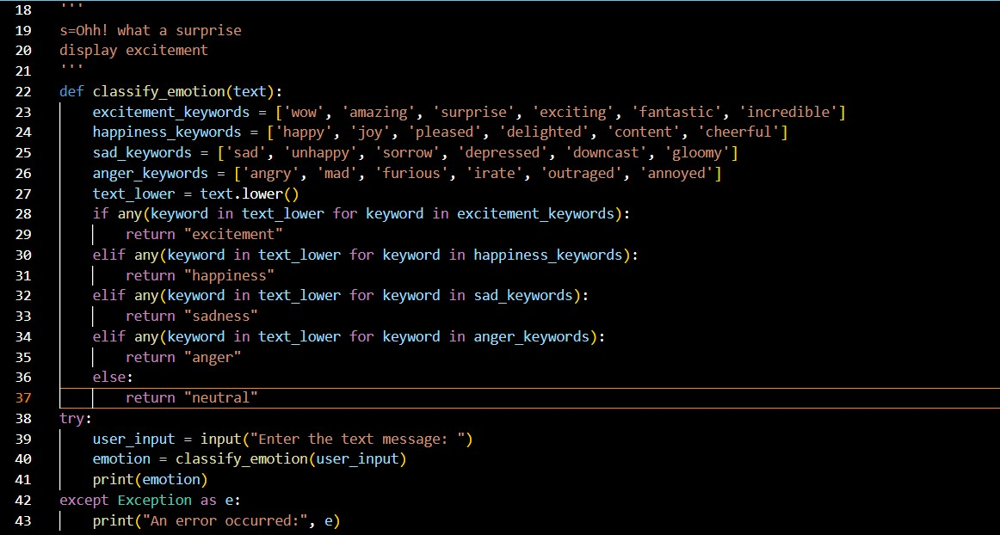 18 '''
19 s=Ohh! what a surprise
20 display excitement
21 '''
22 def classify_emotion(text):
23     excitement_keywords = ['wow', 'amazing', 'surprise', 'exciting', 'fantastic', 'incredible']
24     happiness_keywords = ['happy', 'joy', 'pleased', 'delighted', 'content', 'cheerful']
25     sad_keywords = ['sad', 'unhappy', 'sorrow', 'depressed', 'downcast', 'gloomy']
26     anger_keywords = ['angry', 'mad', 'furious', 'irate', 'outraged', 'annoyed']
27     text_lower = text.lower()
28     if any(keyword in text_lower for keyword in excitement_keywords):
29         return "excitement"
30     elif any(keyword in text_lower for keyword in happiness_keywords):
31         return "happiness"
32     elif any(keyword in text_lower for keyword in sad_keywords):
33         return "sadness"
34     elif any(keyword in text_lower for keyword in anger_keywords):
35         return "anger"
36     else:
37         return "neutral"
38 try:
39     user_input = input("Enter the text message: ")
40     emotion = classify_emotion(user_input)
41     print(emotion)
42 except Exception as e:
43     print("An error occurred:", e)